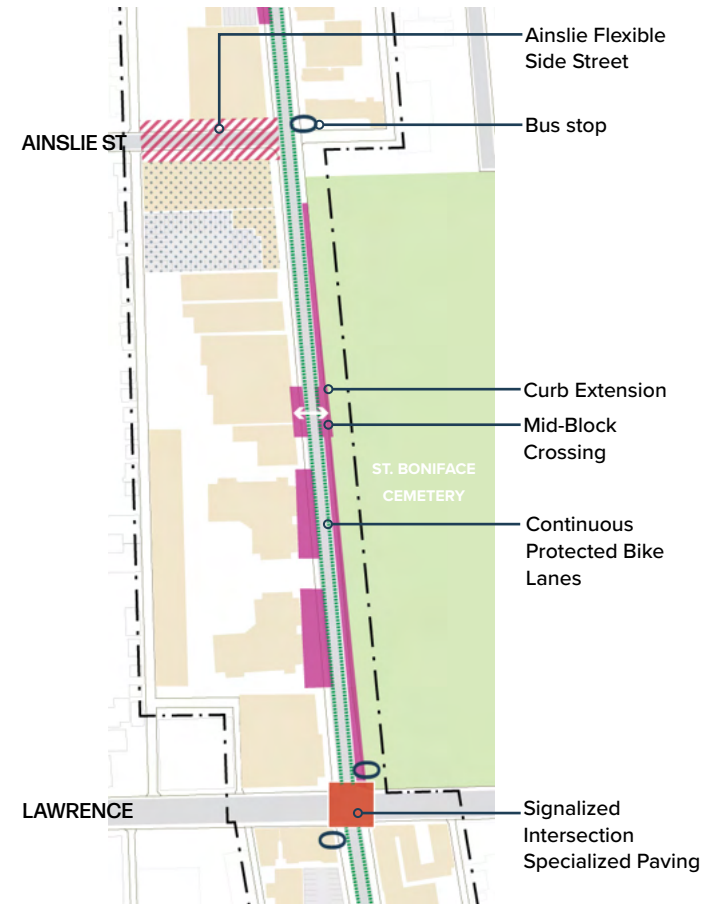 Ainslie Flexible
Side Street
Bus stop
AINSLIE ST
Curb Extension
Mid-Block
Crossing
ST. BONIFACE
CEMETERY
Continuous
Protected Bike
Lanes
LAWRENCE
Signalized
Intersection
Specialized Paving